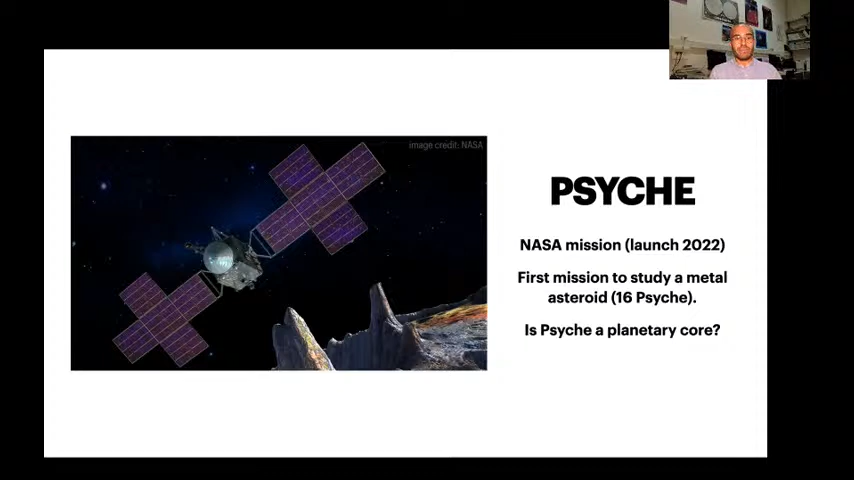 image credit: NASA
PSYCHE
NASA mission (launch 2022)
First mission to study a metal
asteroid (16 Psyche).
Is Psyche a planetary core?